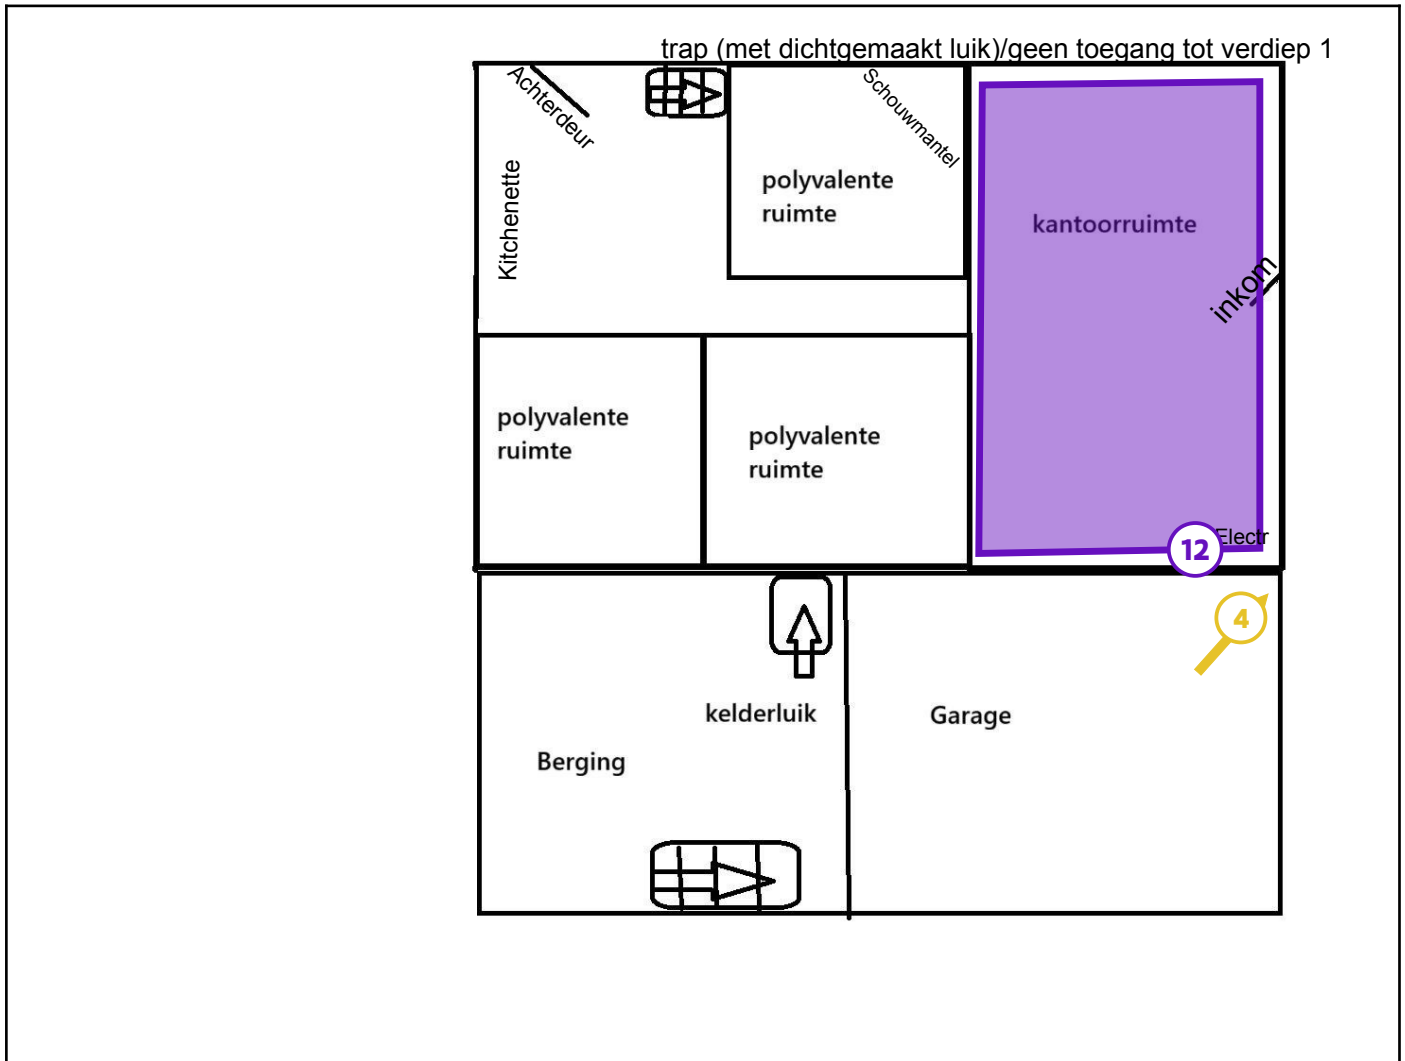 trap (met dichtgemaakt luik)/geen toegang tot verdiep 1
Achterdeur
Schouwmantel
Kitchenette
polyvalente
ruimte
kantoorruimte
inkom
polyvalente
ruimte
polyvalente
ruimte
Electr
12
4
kelderluik
Garage
Berging